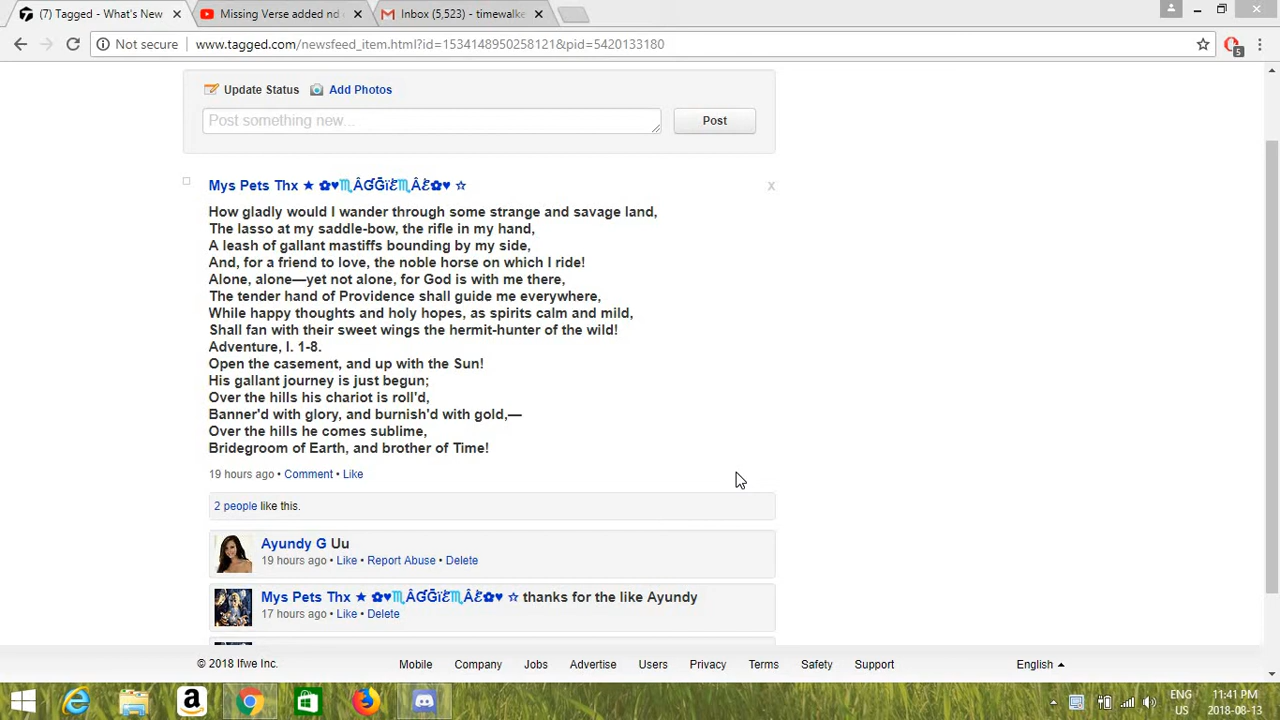 (7) Tagged - What's New
Missing Verse added nd
Inbox (5,523) - timewalke
Not secure
www.tagged.com/newsfeed_item.html?id=15341489502581218&pid=5420133180
5
Update Status Add Photos
Post something new...
Post
Mys Pets Thx ★ ✿♥♏ÂƓĞïƸ♏ÂƸ✿♥ ☆
x
How gladly would I wander through some strange and savage land,
The lasso at my saddle-bow, the rifle in my hand,
A leash of gallant mastiffs bounding by my side,
And, for a friend to love, the noble horse on which I ride!
Alone, alone—yet not alone, for God is with me there,
The tender hand of Providence shall guide me everywhere,
While happy thoughts and holy hopes, as spirits calm and mild,
Shall fan with their sweet wings the hermit-hunter of the wild!
Adventure, l. 1-8.
Open the casement, and up with the Sun!
His gallant journey is just begun;
Over the hills his chariot is roll'd,
Banner'd with glory, and burnish'd with gold,—
Over the hills he comes sublime,
Bridegroom of Earth, and brother of Time!
19 hours ago • Comment • Like
2 people like this.
Ayundy G Uu
19 hours ago • Like • Report Abuse • Delete
Mys Pets Thx ★ ✿♥♏ÂƓĞïƸ♏ÂƸ✿♥ ☆ thanks for the like Ayundy
17 hours ago • Like • Delete
© 2018 Ifwe Inc.
Mobile Company Jobs Advertise Users Privacy Terms Safety Support
English
ENG
US
11:41 PM
2018-08-13